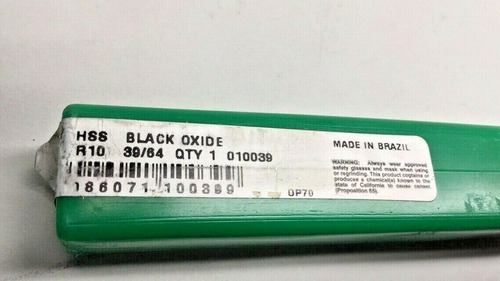 HSS BLACK OXIDE
R10 39/64 QTY 1 010039
086071 100399
OP70
MADE IN BRAZIL
WARNING: Always wear approved
safety glasses and mask when using
or regrinding. This product contains or
produces a chemical(s) known to the
state of California to cause cancer.
(Proposition 65).